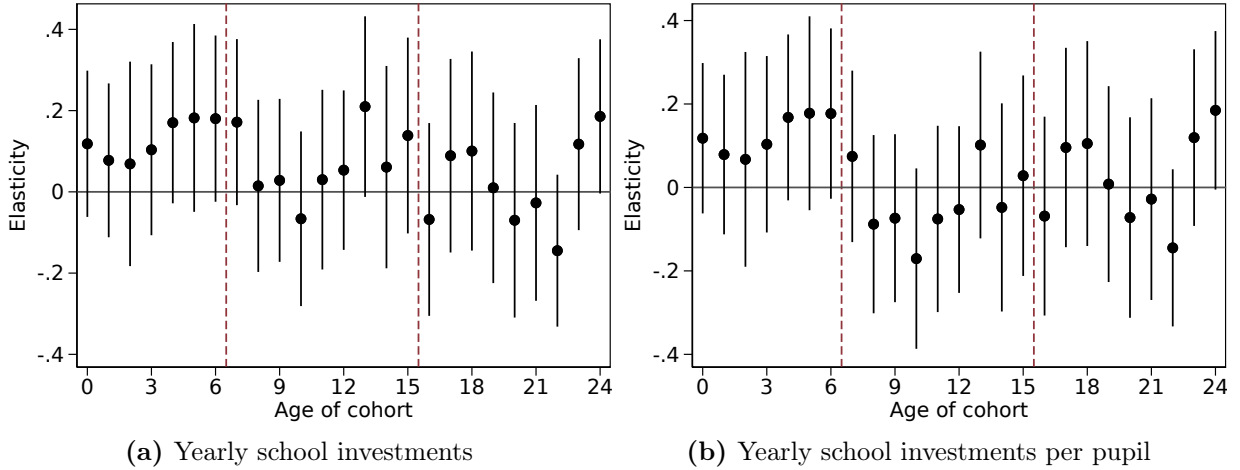 .4
.2
0
-.2
-.4
Elasticity
0 3 6 9 12 15 18 21 24
Age of cohort
(a) Yearly school investments
.4
.2
0
-.2
-.4
Elasticity
0 3 6 9 12 15 18 21 24
Age of cohort
(b) Yearly school investments per pupil